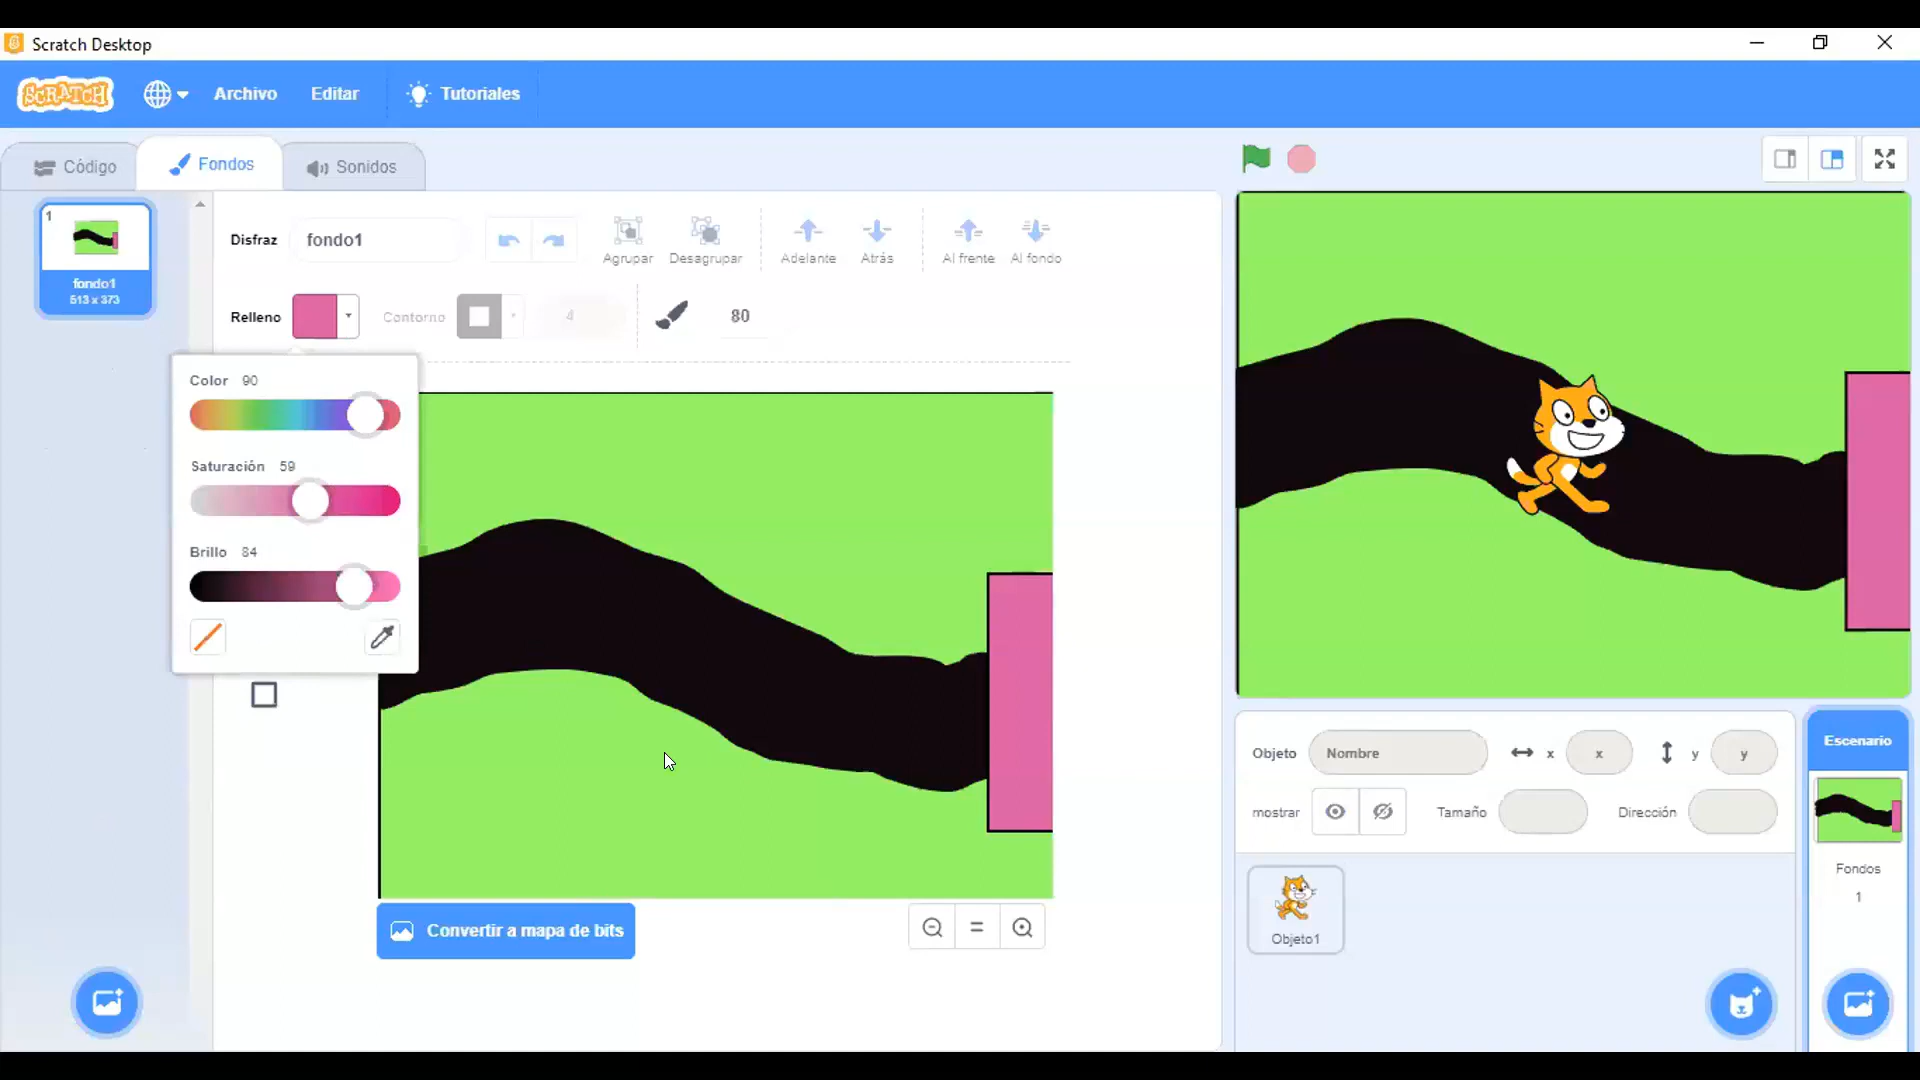 Scratch Desktop
SCRATCH
Archivo
Editar
Tutoriales
Código
Fondos
Sonidos
1
fondo1
513 x 373
Disfraz
fondo1
Agrupar
Desagrupar
Adelante
Atrás
Al frente
Al fondo
Relleno
Contorno
4
80
Color 90
Saturación 59
Brillo 84
Convertir a mapa de bits
=
Objeto
Nombre
x
x
y
y
mostrar
Tamaño
Dirección
Objeto1
Escenario
Fondos
1